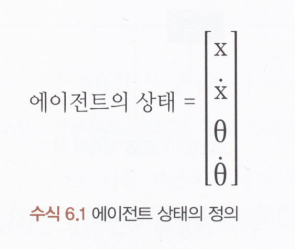 에이전트의 상태 = [x
ẋ
θ
θ̇]
수식 6.1 에이전트 상태의 정의